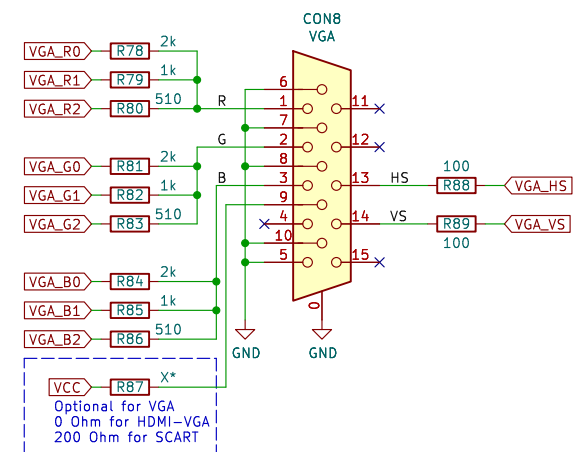 CON8
VGA
VGA_R0 R78 2k
VGA_R1 R79 1k
VGA_R2 R80 510 R
VGA_G0 R81 2k G
VGA_G1 R82 1k B
VGA_G2 R83 510
VGA_B0 R84 2k
VGA_B1 R85 1k
VGA_B2 R86 510
VCC R87 X*
Optional for VGA
0 Ohm for HDMI-VGA
200 Ohm for SCART
6
1
7
2
8
3
9
4
10
5
11
12
13
14
15
0
HS
VS
100
R88 VGA_HS
R89 VGA_VS
100
GND
GND